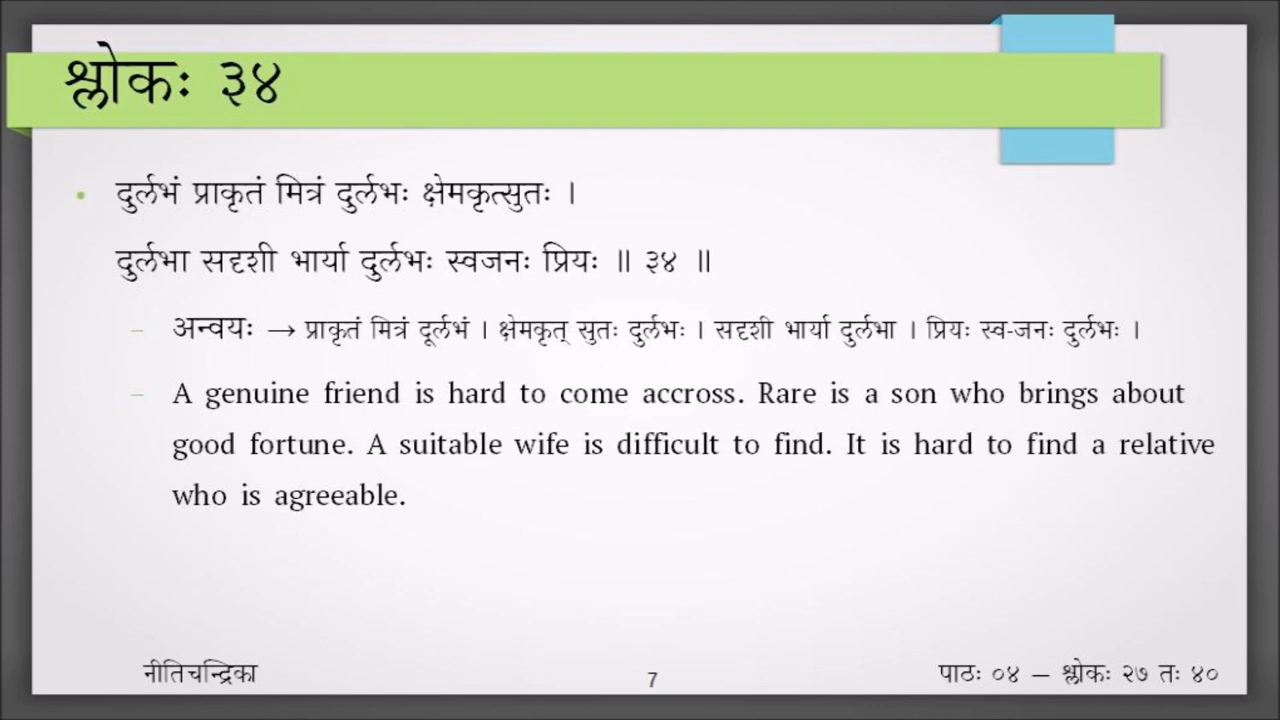 श्लोकः ३४
• दुर्लभं प्राकृतं मित्रं दुर्लभः क्षेमकृत्सुतः ।
दुर्लभा सदृशी भार्या दुर्लभः स्वजनः प्रियः ॥ ३४ ॥
– अन्वयः → प्राकृतं मित्रं दूर्लभं । क्षेमकृत् सुतः दुर्लभः । सदृशी भार्या दुर्लभा । प्रियः स्व-जनः दुर्लभः ।
– A genuine friend is hard to come accross. Rare is a son who brings about
good fortune. A suitable wife is difficult to find. It is hard to find a relative
who is agreeable.
नीतिचन्द्रिका 7 पाठः ०४ – श्लोकः २७ तः ४०